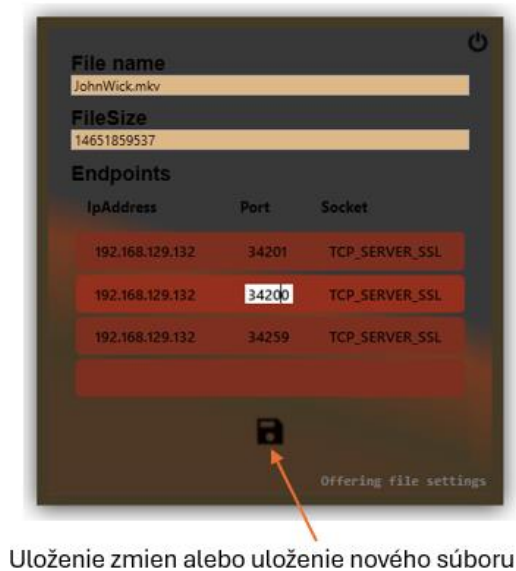 File name
JohnWick.mkv
FileSize
14651859537
Endpoints
IpAddress Port Socket
192.168.129.132 34201 TCP_SERVER_SSL
192.168.129.132 34200 TCP_SERVER_SSL
192.168.129.132 34259 TCP_SERVER_SSL
Offering file settings
Uloženie zmien alebo uloženie nového súboru